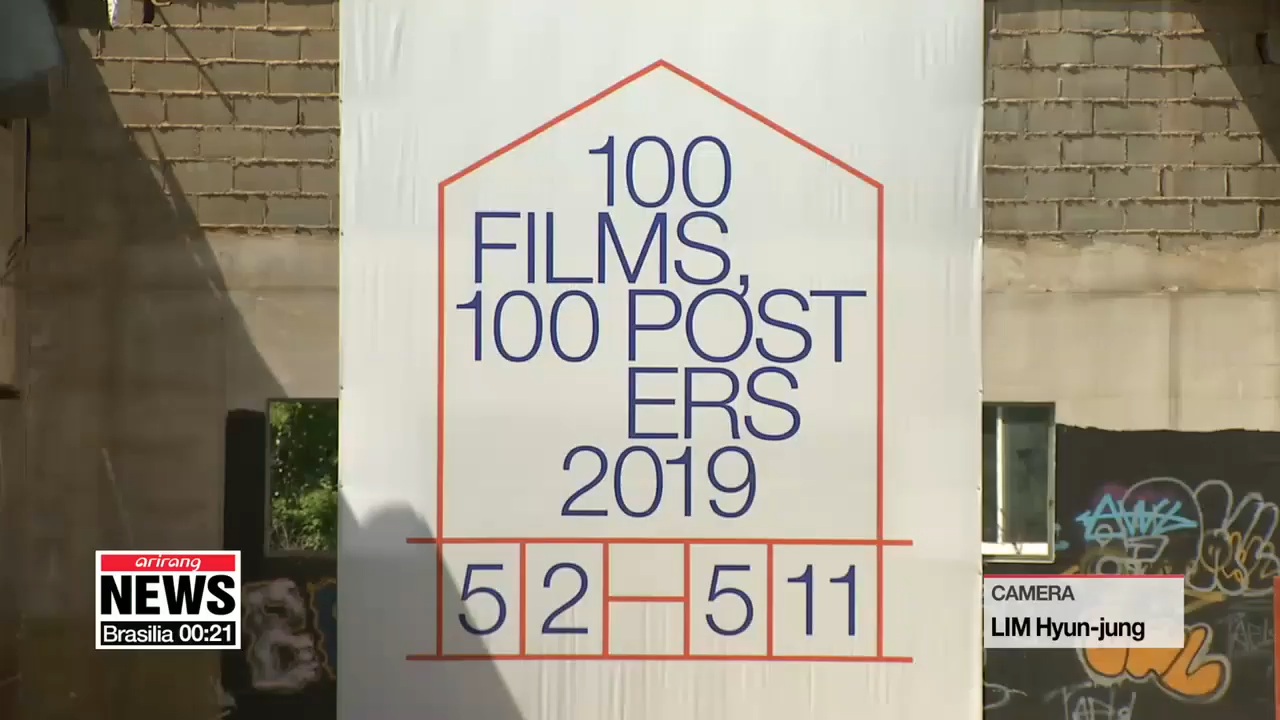 100
FILMS,
100 POST
ERS
2019
5 2 - 5 11
arirang
NEWS
Brasilia 00:21
CAMERA
LIM Hyun-jung